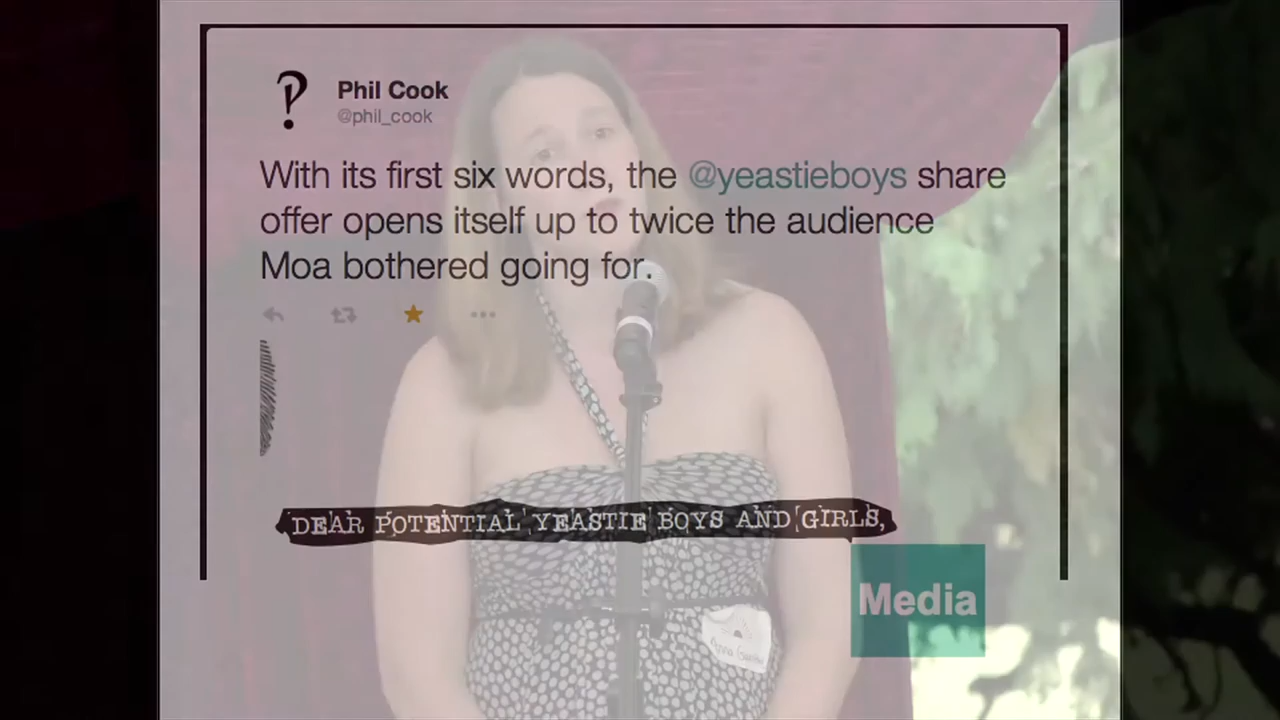 Phil Cook
@phil_cook
With its first six words, the @yeastieboys share
offer opens itself up to twice the audience
Moa bothered going for.
DEAR POTENTIAL YEASTIE BOYS AND GIRLS,
Media